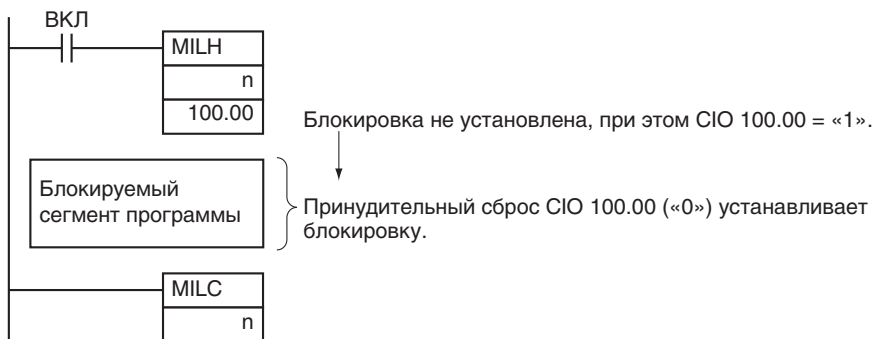 ВКЛ
MILH
n
100.00
Блокировка не установлена, при этом CIO 100.00 = «1».
Блокируемый
сегмент программы
Принудительный сброс CIO 100.00 («0») устанавливает
блокировку.
MILC
n